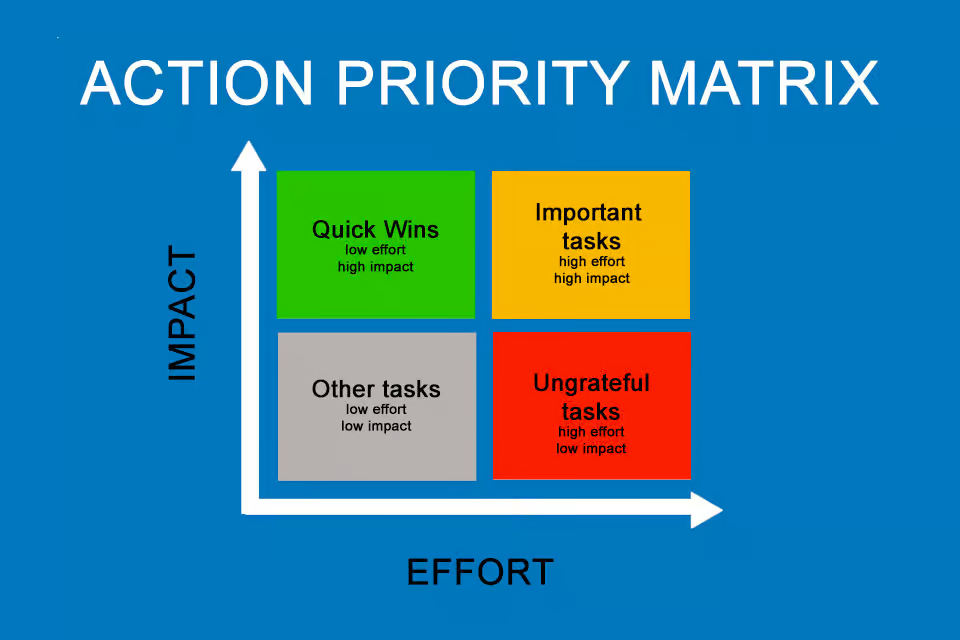 ACTION PRIORITY MATRIX
IMPACT
Quick Wins
low effort
high impact
Important
tasks
high effort
high impact
Other tasks
low effort
low impact
Ungrateful
tasks
high effort
low impact
EFFORT